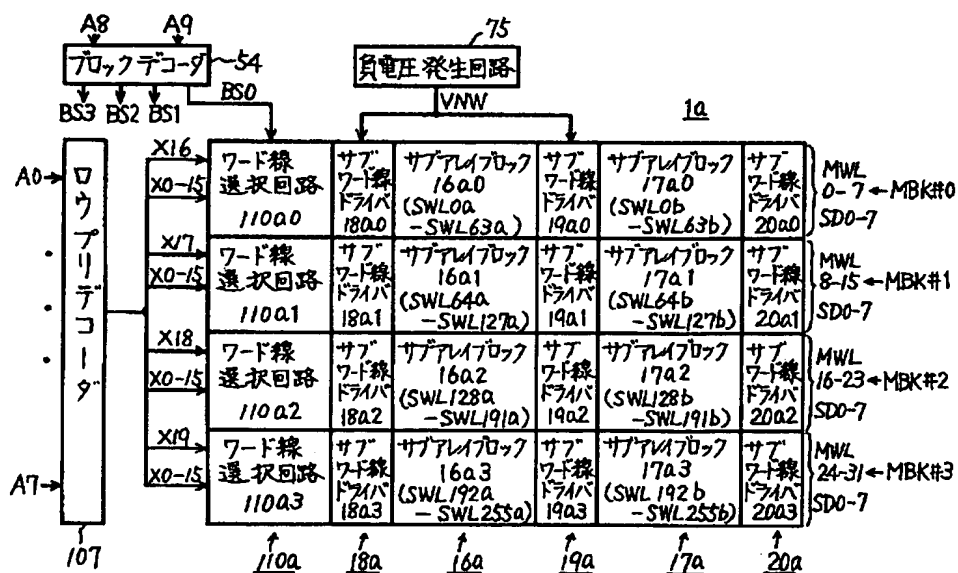 A8 A9
ブロックデコーダ 54
BS3 BS2 BS1 BS0
75
負電圧発生回路
VNW
1a
A0
ロウプリデコーダ
A7
107
X16
X0-15
ワード線
選択回路
110a0
サブ
ワード線
ドライバ
18a0
サブアレイブロック
16a0
(SWL0a
-SWL63a)
サブ
ワード線
ドライバ
19a0
サブアレイブロック
17a0
(SWL0b
-SWL63b)
サブ
ワード線
ドライバ
20a0
MWL
0-7 ←MBK#0
SD0-7
X17
X0-15
ワード線
選択回路
110a1
サブ
ワード線
ドライバ
18a1
サブアレイブロック
16a1
(SWL64a
-SWL127a)
サブ
ワード線
ドライバ
19a1
サブアレイブロック
17a1
(SWL64b
-SWL127b)
サブ
ワード線
ドライバ
20a1
MWL
8-15 ←MBK#1
SD0-7
X18
X0-15
ワード線
選択回路
110a2
サブ
ワード線
ドライバ
18a2
サブアレイブロック
16a2
(SWL128a
-SWL191a)
サブ
ワード線
ドライバ
19a2
サブアレイブロック
17a2
(SWL128b
-SWL191b)
サブ
ワード線
ドライバ
20a2
MWL
16-23 ←MBK#2
SD0-7
X19
X0-15
ワード線
選択回路
110a3
サブ
ワード線
ドライバ
18a3
サブアレイブロック
16a3
(SWL192a
-SWL255a)
サブ
ワード線
ドライバ
19a3
サブアレイブロック
17a3
(SWL192b
-SWL255b)
サブ
ワード線
ドライバ
20a3
MWL
24-31 ←MBK#3
SD0-7
110a 18a 16a 19a 17a 20a